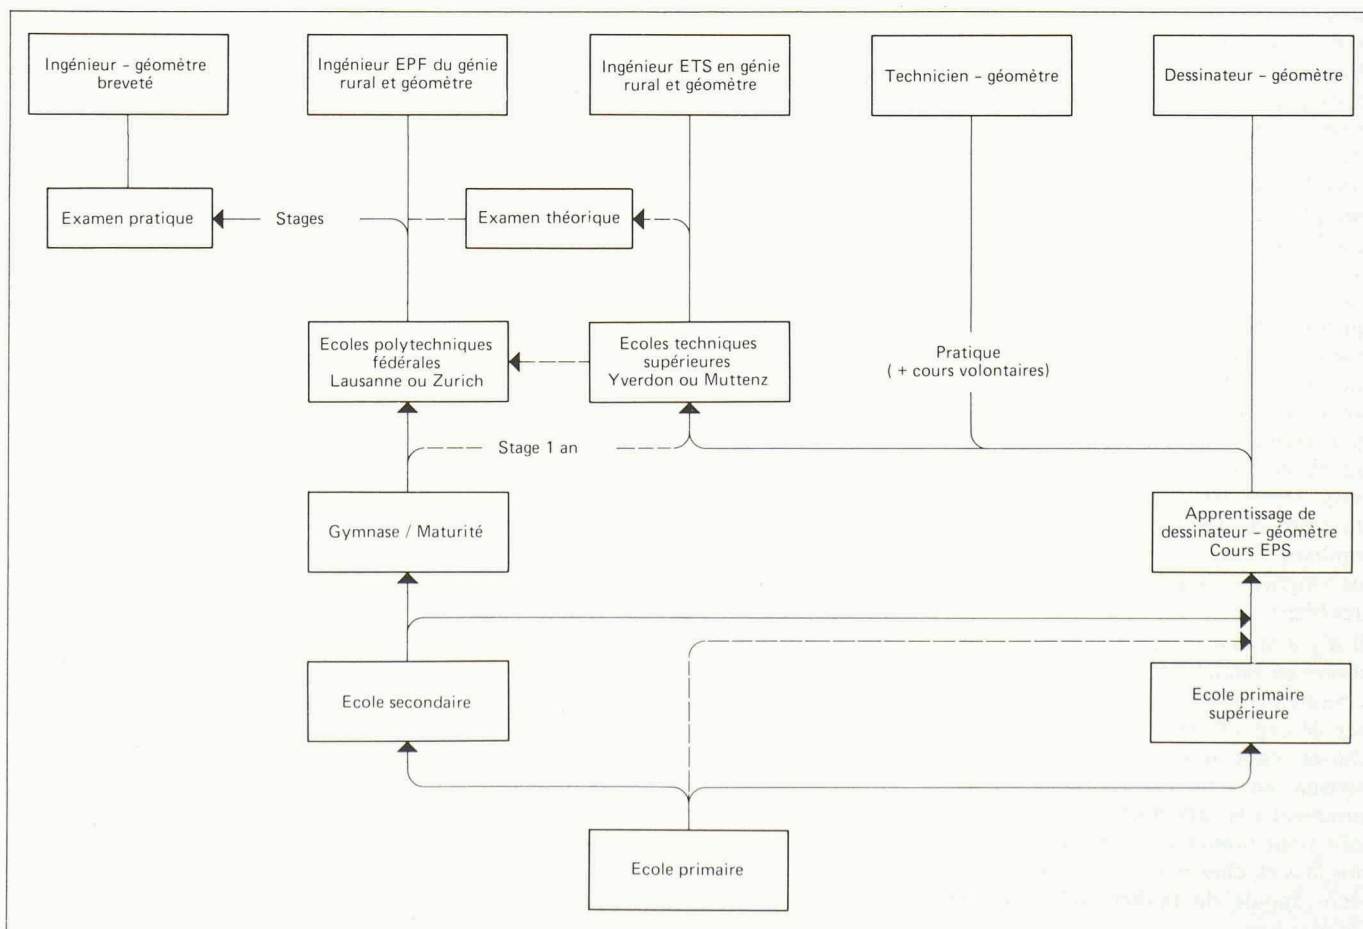 Ingénieur – géomètre
breveté
Ingénieur EPF du génie
rural et géomètre
Ingénieur ETS en génie
rural et géomètre
Technicien – géomètre
Dessinateur – géomètre
Examen pratique
Stages
Examen théorique
Ecoles polytechniques
fédérales
Lausanne ou Zurich
Ecoles techniques
supérieures
Yverdon ou Muttenz
Pratique
( + cours volontaires)
Stage 1 an
Gymnase / Maturité
Apprentissage de
dessinateur – géomètre
Cours EPS
Ecole secondaire
Ecole primaire
supérieure
Ecole primaire